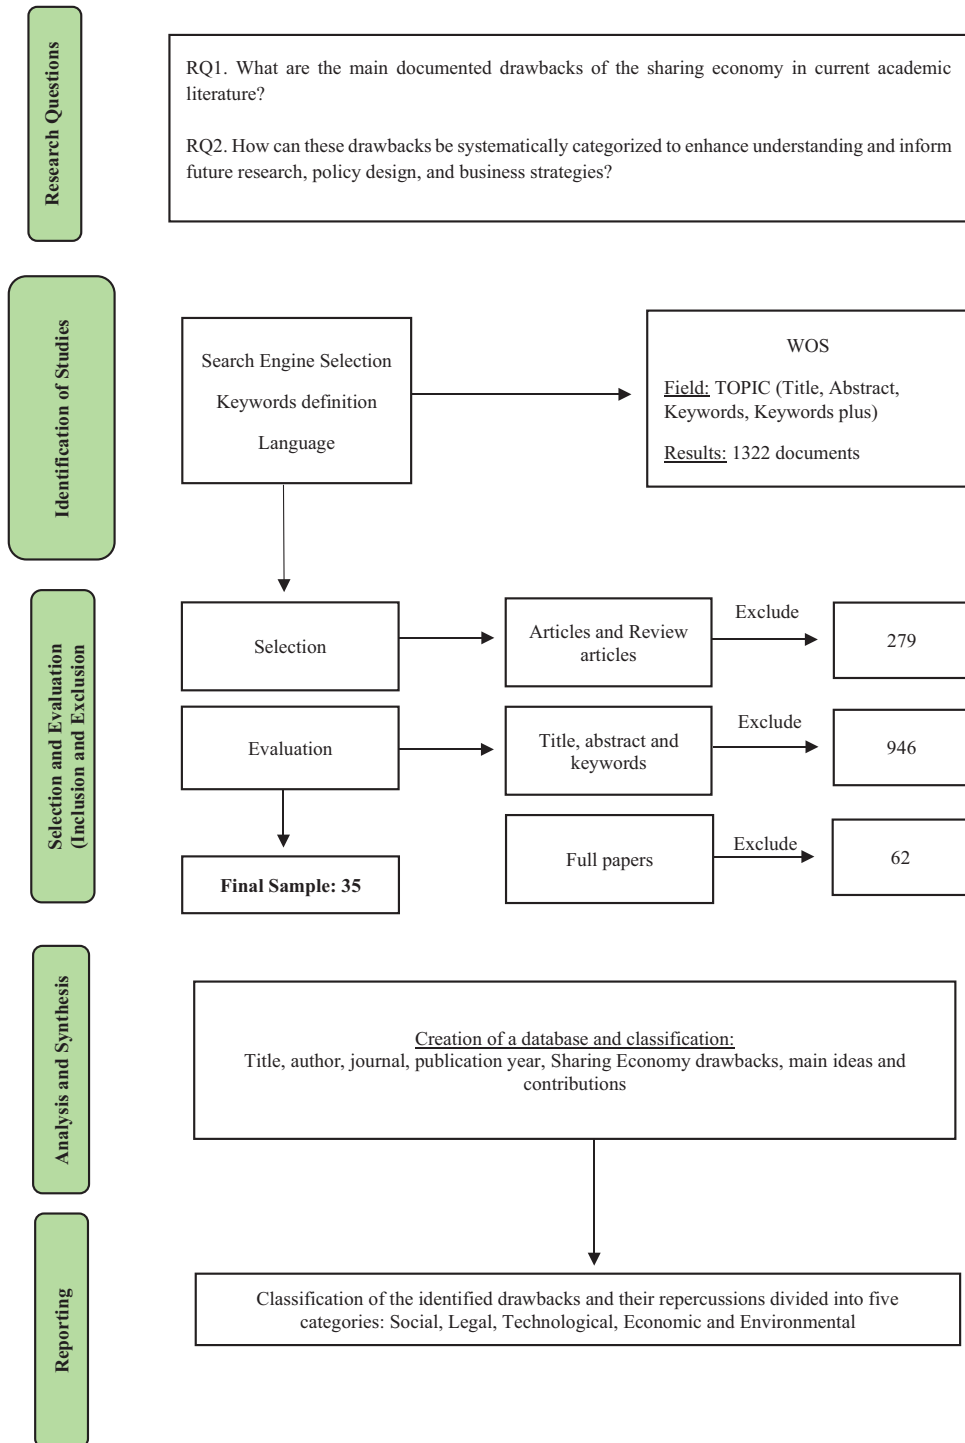 Research Questions
RQ1. What are the main documented drawbacks of the sharing economy in current academic
literature?
RQ2. How can these drawbacks be systematically categorized to enhance understanding and inform
future research, policy design, and business strategies?
Identification of Studies
Search Engine Selection
Keywords definition
Language
WOS
Field: TOPIC (Title, Abstract,
Keywords, Keywords plus)
Results: 1322 documents
Selection and Evaluation
(Inclusion and Exclusion
Selection
Articles and Review
articles
Exclude
279
Evaluation
Title, abstract and
keywords
Exclude
946
Full papers
Exclude
62
Final Sample: 35
Analysis and Synthesis
Creation of a database and classification:
Title, author, journal, publication year, Sharing Economy drawbacks, main ideas and
contributions
Reporting
Classification of the identified drawbacks and their repercussions divided into five
categories: Social, Legal, Technological, Economic and Environmental